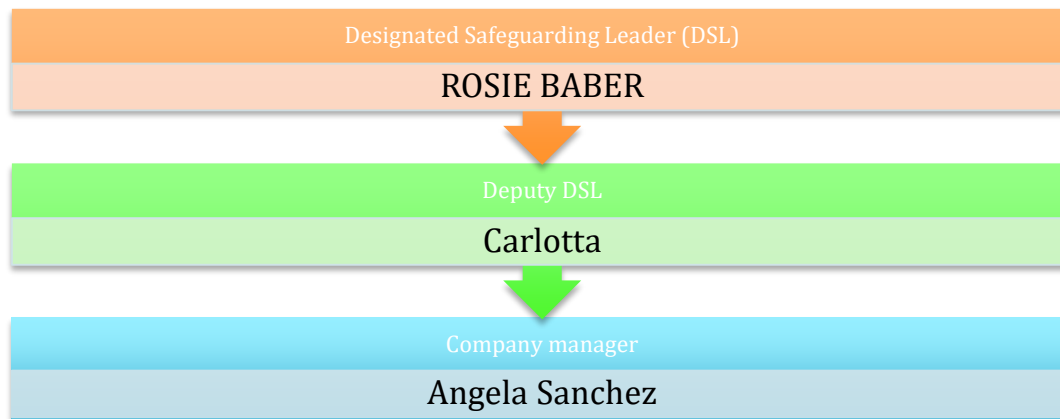 Designated Safeguarding Leader (DSL)
ROSIE BABER
Deputy DSL
Carlotta
Company manager
Angela Sanchez